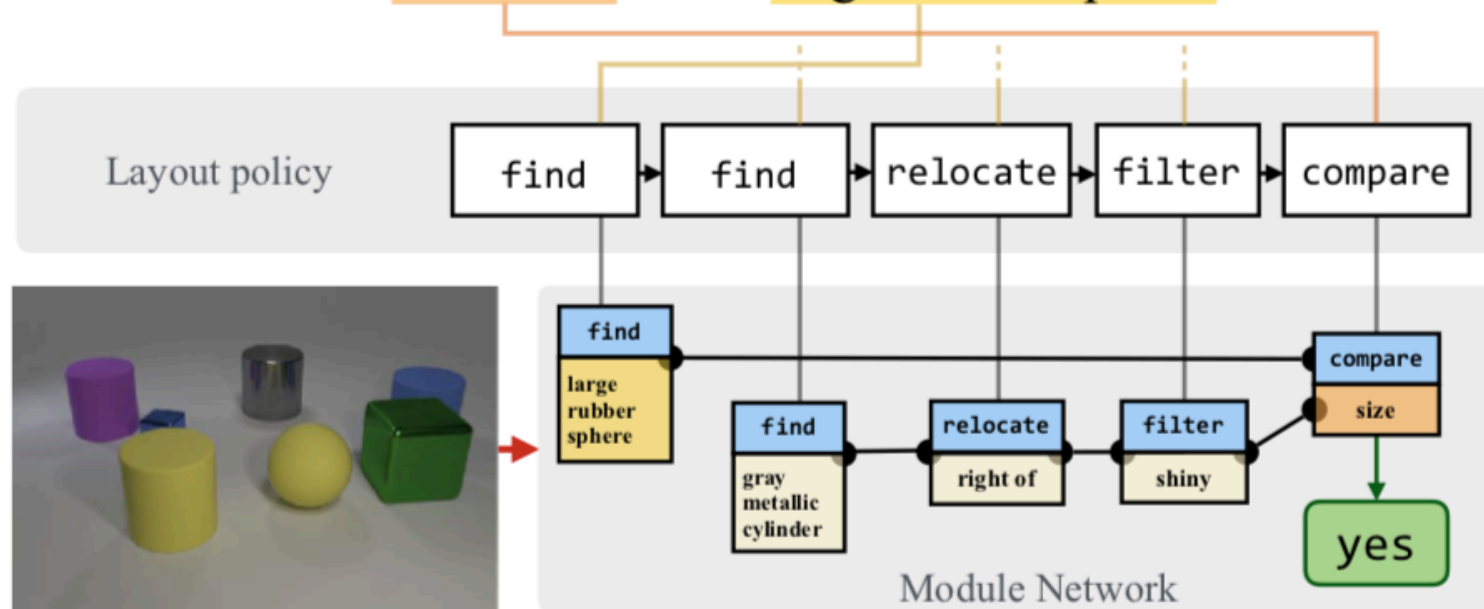 Layout policy
find
find
relocate
filter
compare
find
large
rubber
sphere
find
gray
metallic
cylinder
relocate
right of
filter
shiny
compare
size
yes
Module Network